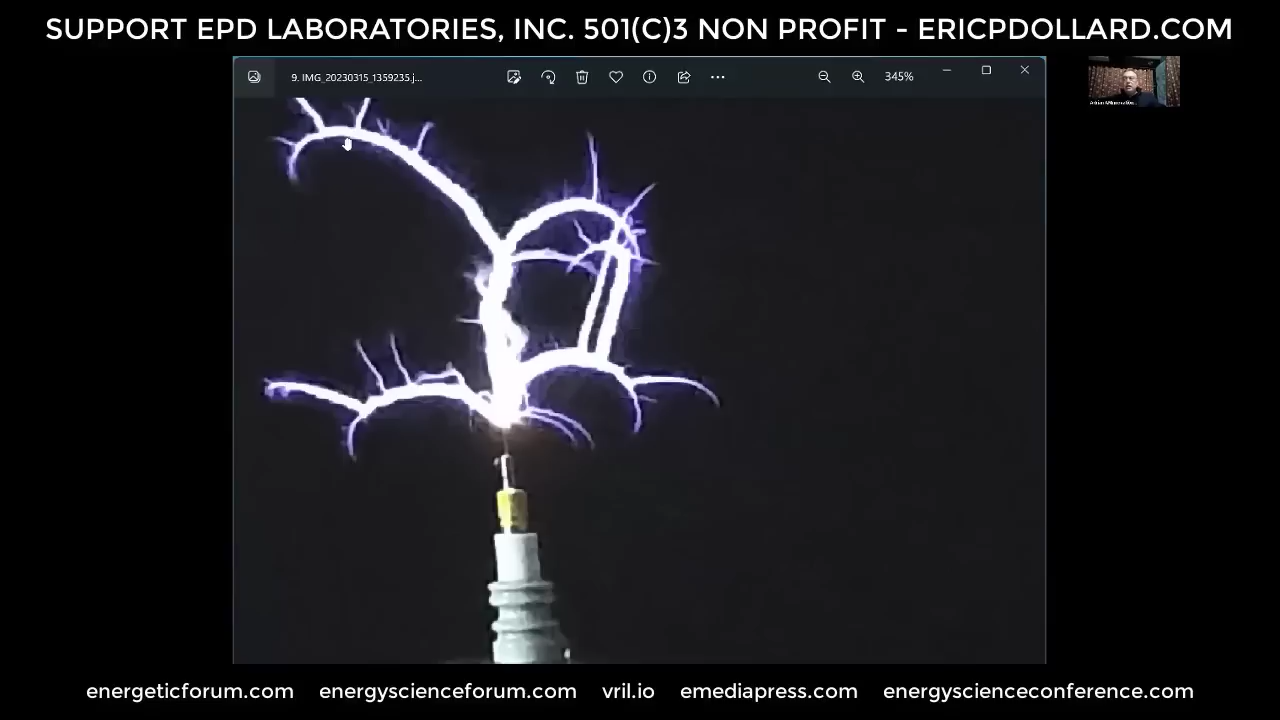 SUPPORT EPD LABORATORIES, INC. 501(C)3 NON PROFIT - ERICPDOLLARD.COM
9. IMG_20230315_1359235.j...
345%
energeticforum.com energyscienceforum.com vril.io emediapress.com energyscienceconference.com